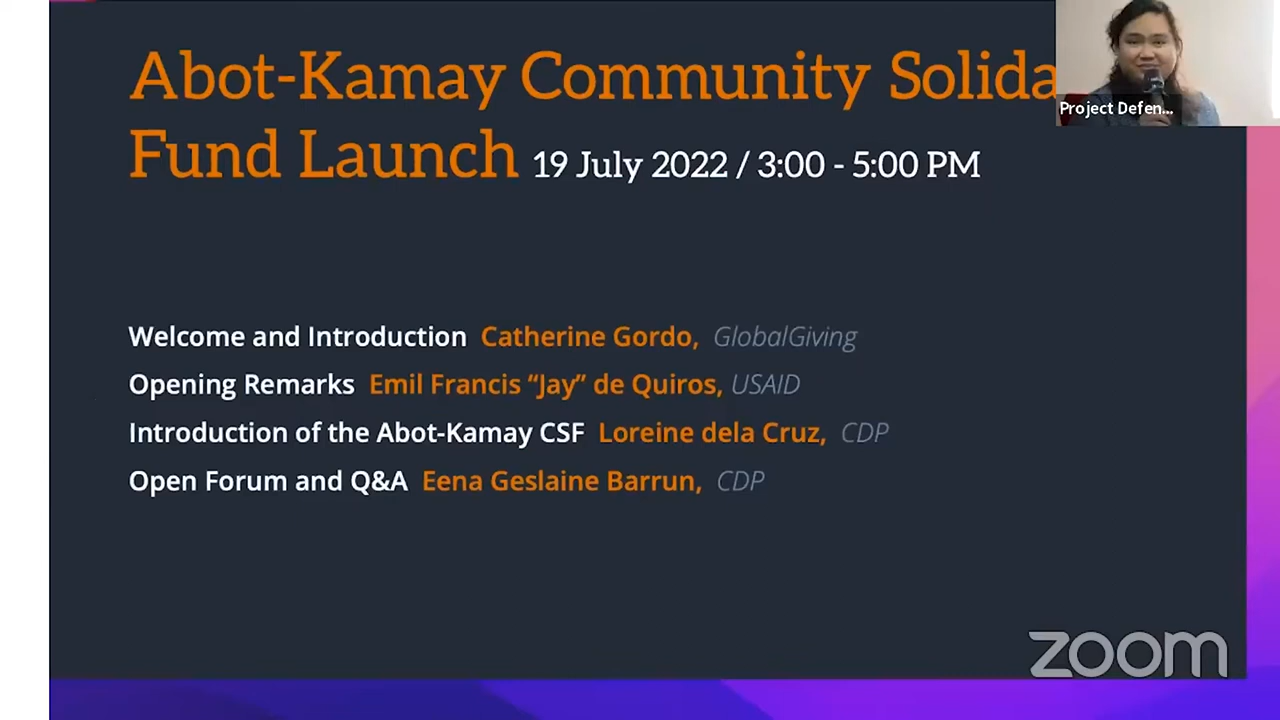 Abot-Kamay Community Solida
Fund Launch 19 July 2022 / 3:00 - 5:00 PM
Project Defen...
Welcome and Introduction Catherine Gordo, GlobalGiving
Opening Remarks Emil Francis “Jay” de Quiros, USAID
Introduction of the Abot-Kamay CSF Loreine dela Cruz, CDP
Open Forum and Q&A Eena Geslaine Barrun, CDP
zoom